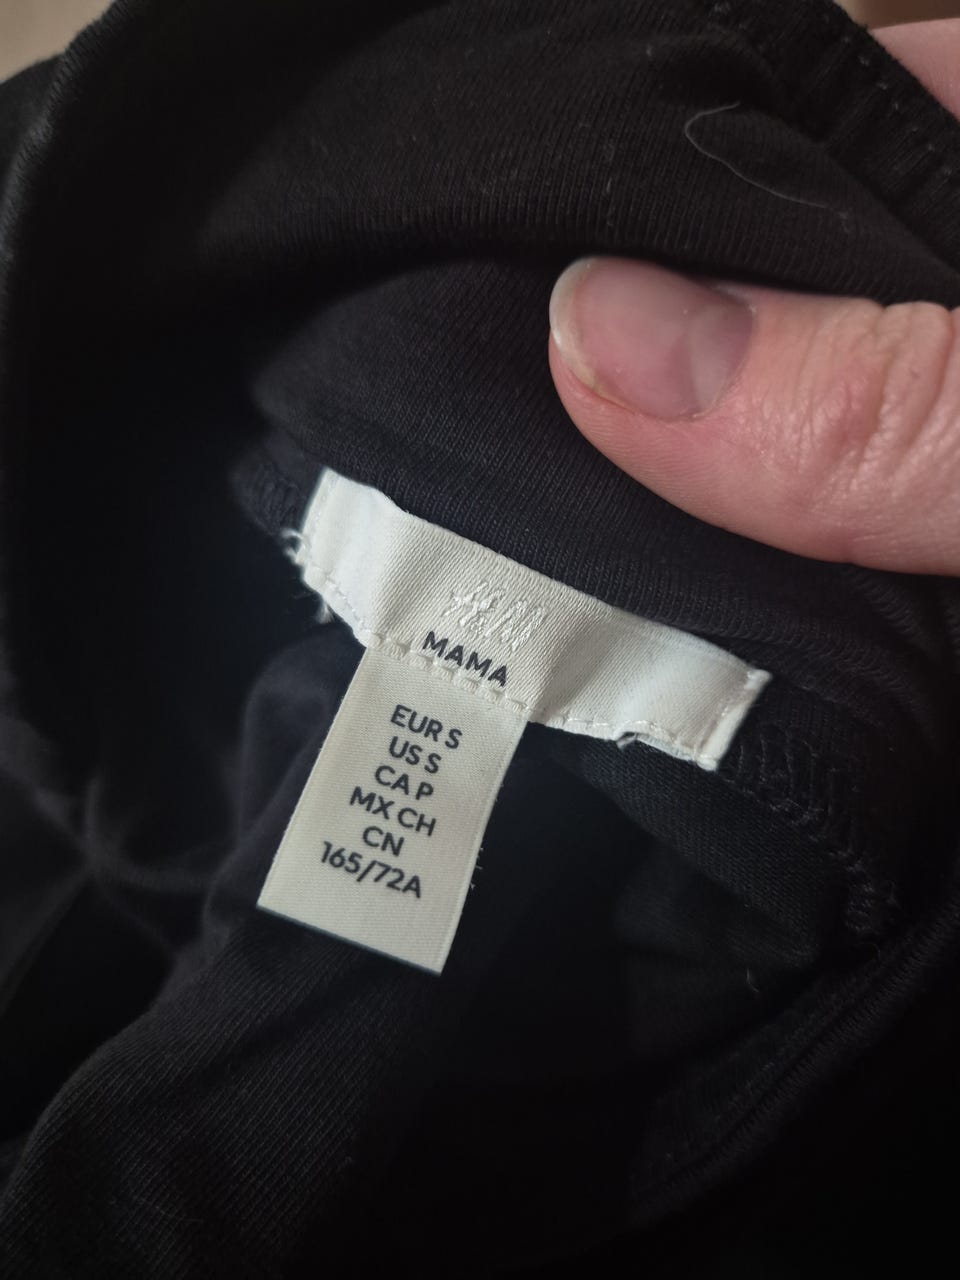 H&M
MAMA
EUR S
US S
CA P
MX CH
CN
165/72A